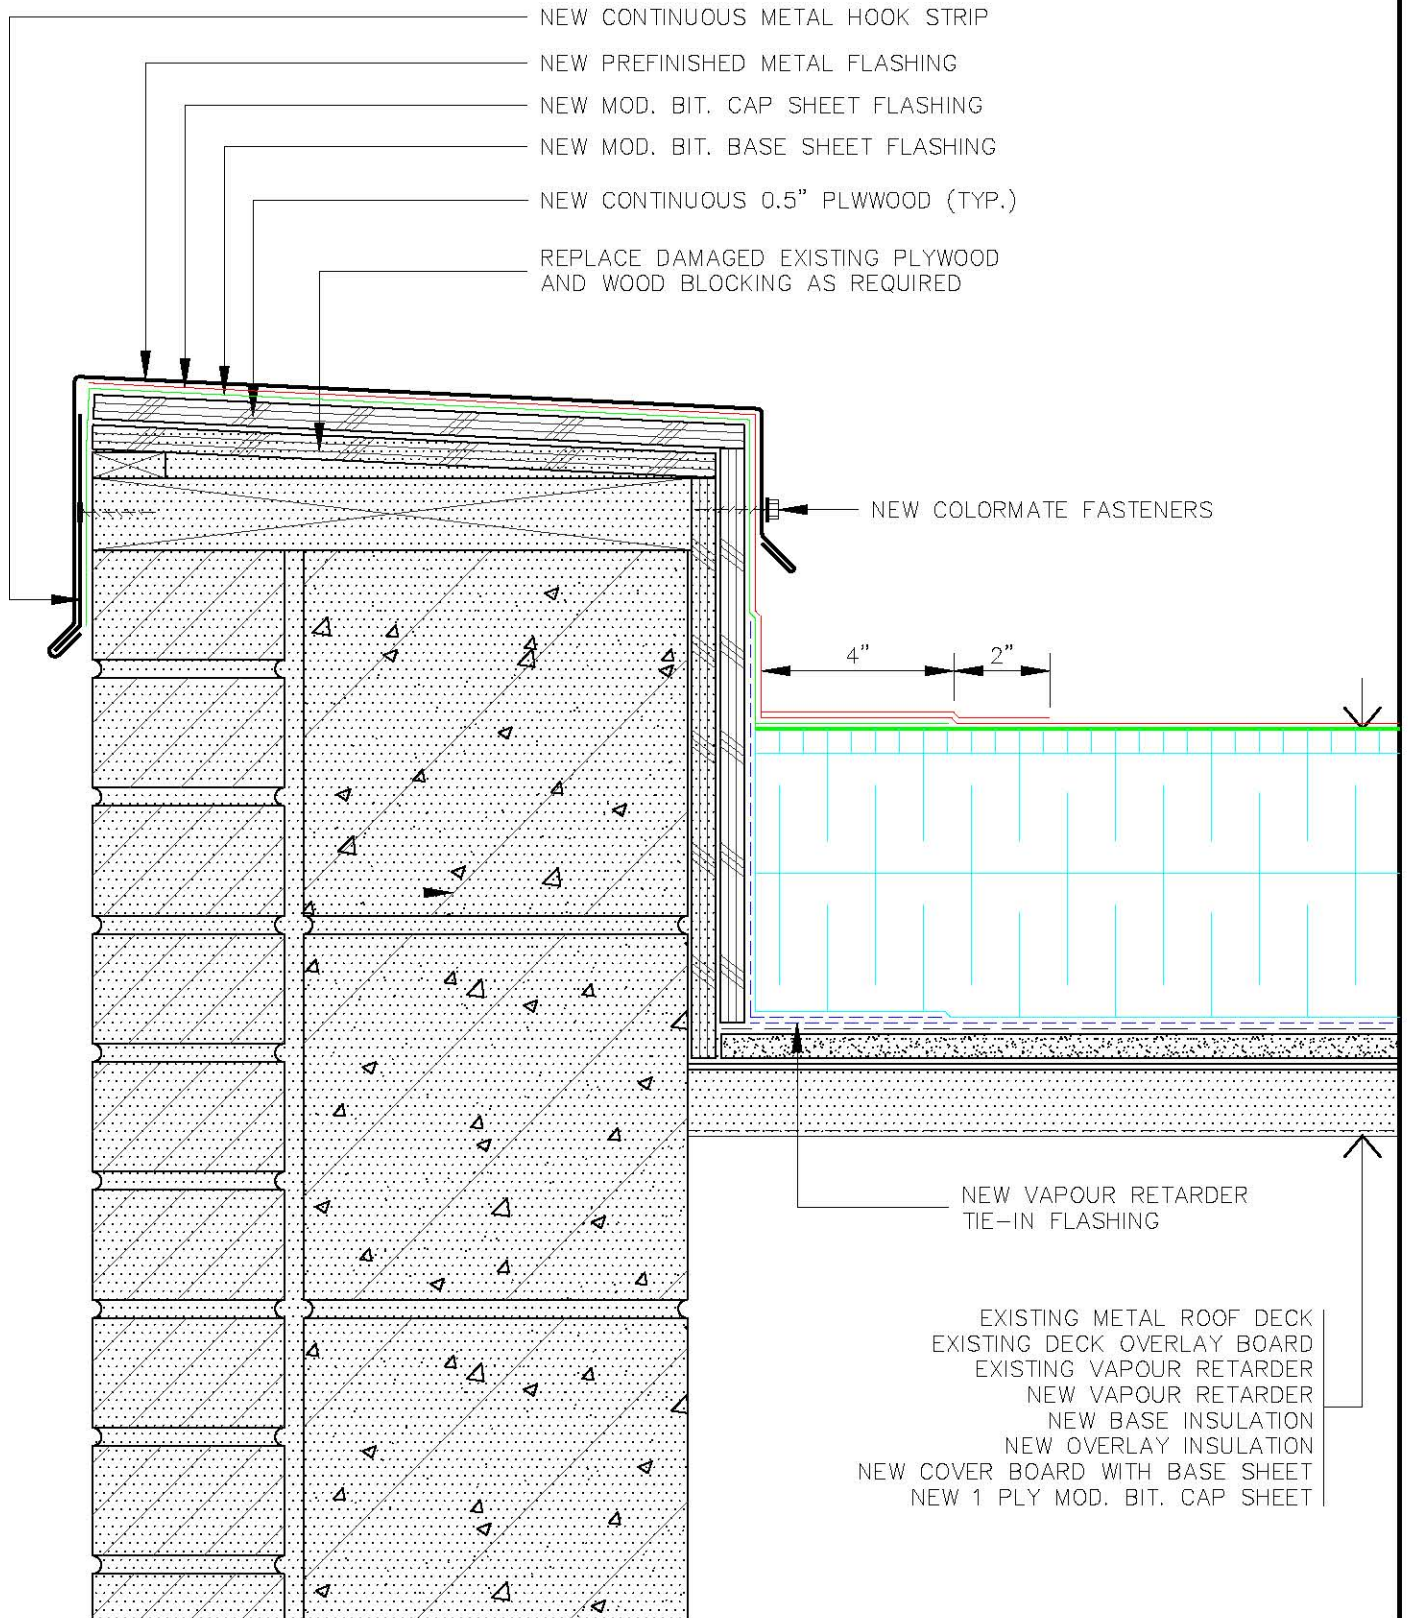 NEW CONTINUOUS METAL HOOK STRIP
NEW PREFINISHED METAL FLASHING
NEW MOD. BIT. CAP SHEET FLASHING
NEW MOD. BIT. BASE SHEET FLASHING
NEW CONTINUOUS 0.5" PLWWOOD (TYP.)
REPLACE DAMAGED EXISTING PLYWOOD
AND WOOD BLOCKING AS REQUIRED
NEW COLORMATE FASTENERS
4" 2"
NEW VAPOUR RETARDER
TIE-IN FLASHING
EXISTING METAL ROOF DECK
EXISTING DECK OVERLAY BOARD
EXISTING VAPOUR RETARDER
NEW VAPOUR RETARDER
NEW BASE INSULATION
NEW OVERLAY INSULATION
NEW COVER BOARD WITH BASE SHEET
NEW 1 PLY MOD. BIT. CAP SHEET